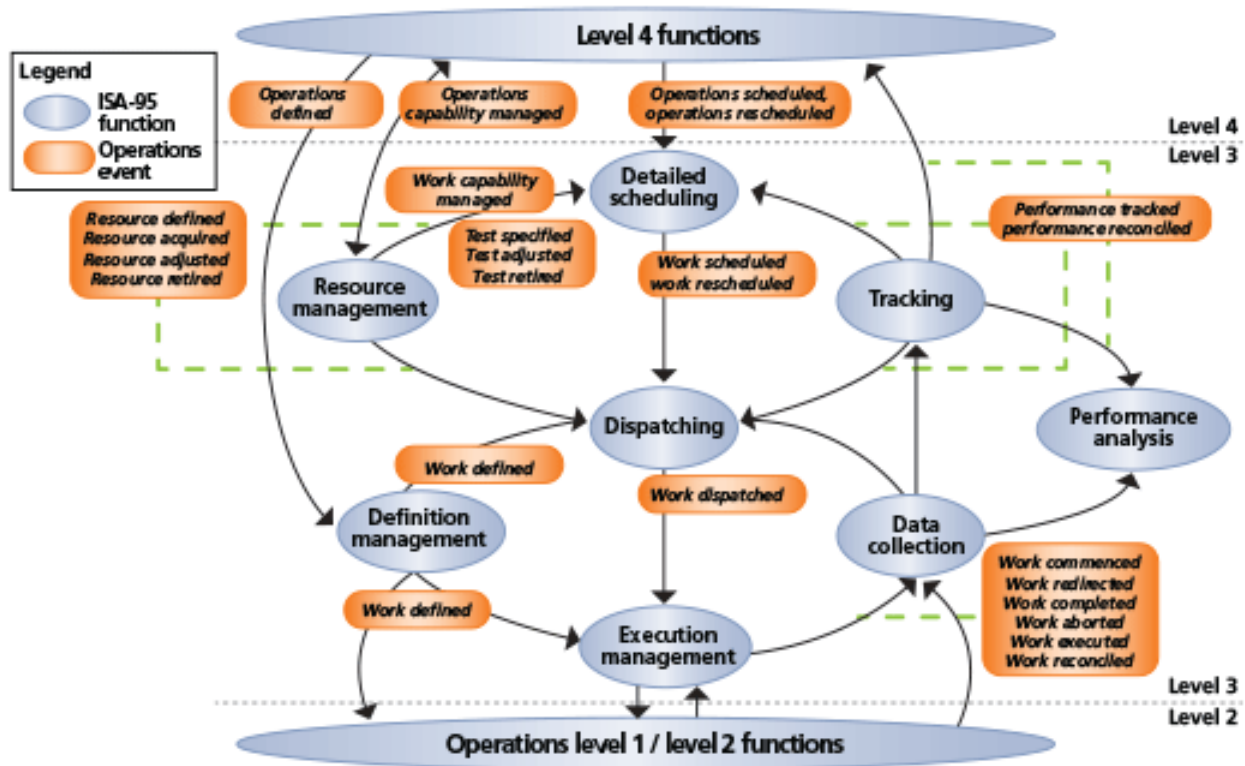 Level 4 functions
Legend
ISA-95
function
Operations
event
Operations
defined
Operations
capability managed
Operations scheduled,
operations rescheduled
Level 4
Level 3
Work capability
managed
Detailed
scheduling
Resource defined
Resource acquired
Resource adjusted
Resource retired
Test specified
Test adjusted
Test retired
Performance tracked
performance reconciled
Resource
management
Work scheduled
work rescheduled
Tracking
Dispatching
Performance
analysis
Work defined
Work dispatched
Definition
management
Data
collection
Work commenced
Work redirected
Work completed
Work aborted
Work executed
Work reconciled
Work defined
Execution
management
Level 3
Level 2
Operations level 1 / level 2 functions